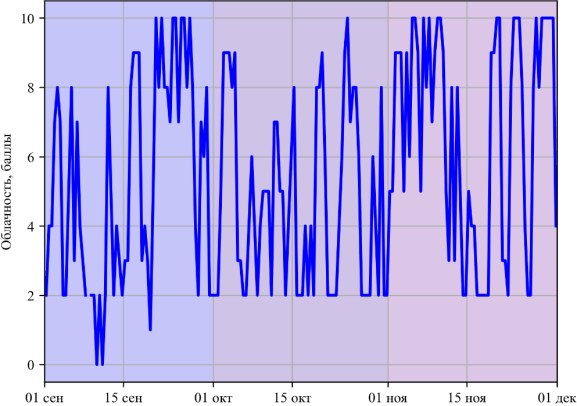 Облачность, баллы
10
8
6
4
2
0
01 сен
15 сен
01 окт
15 окт
01 ноя
15 ноя
01 дек